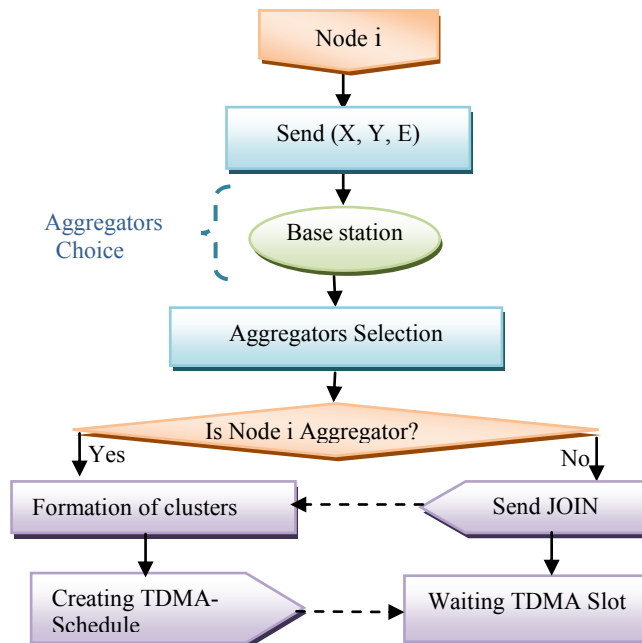 Node i
Send (X, Y, E)
Aggregators
Choice
Base station
Aggregators Selection
Is Node i Aggregator?
Yes
No
Formation of clusters
Send JOIN
Creating TDMA-
Schedule
Waiting TDMA Slot